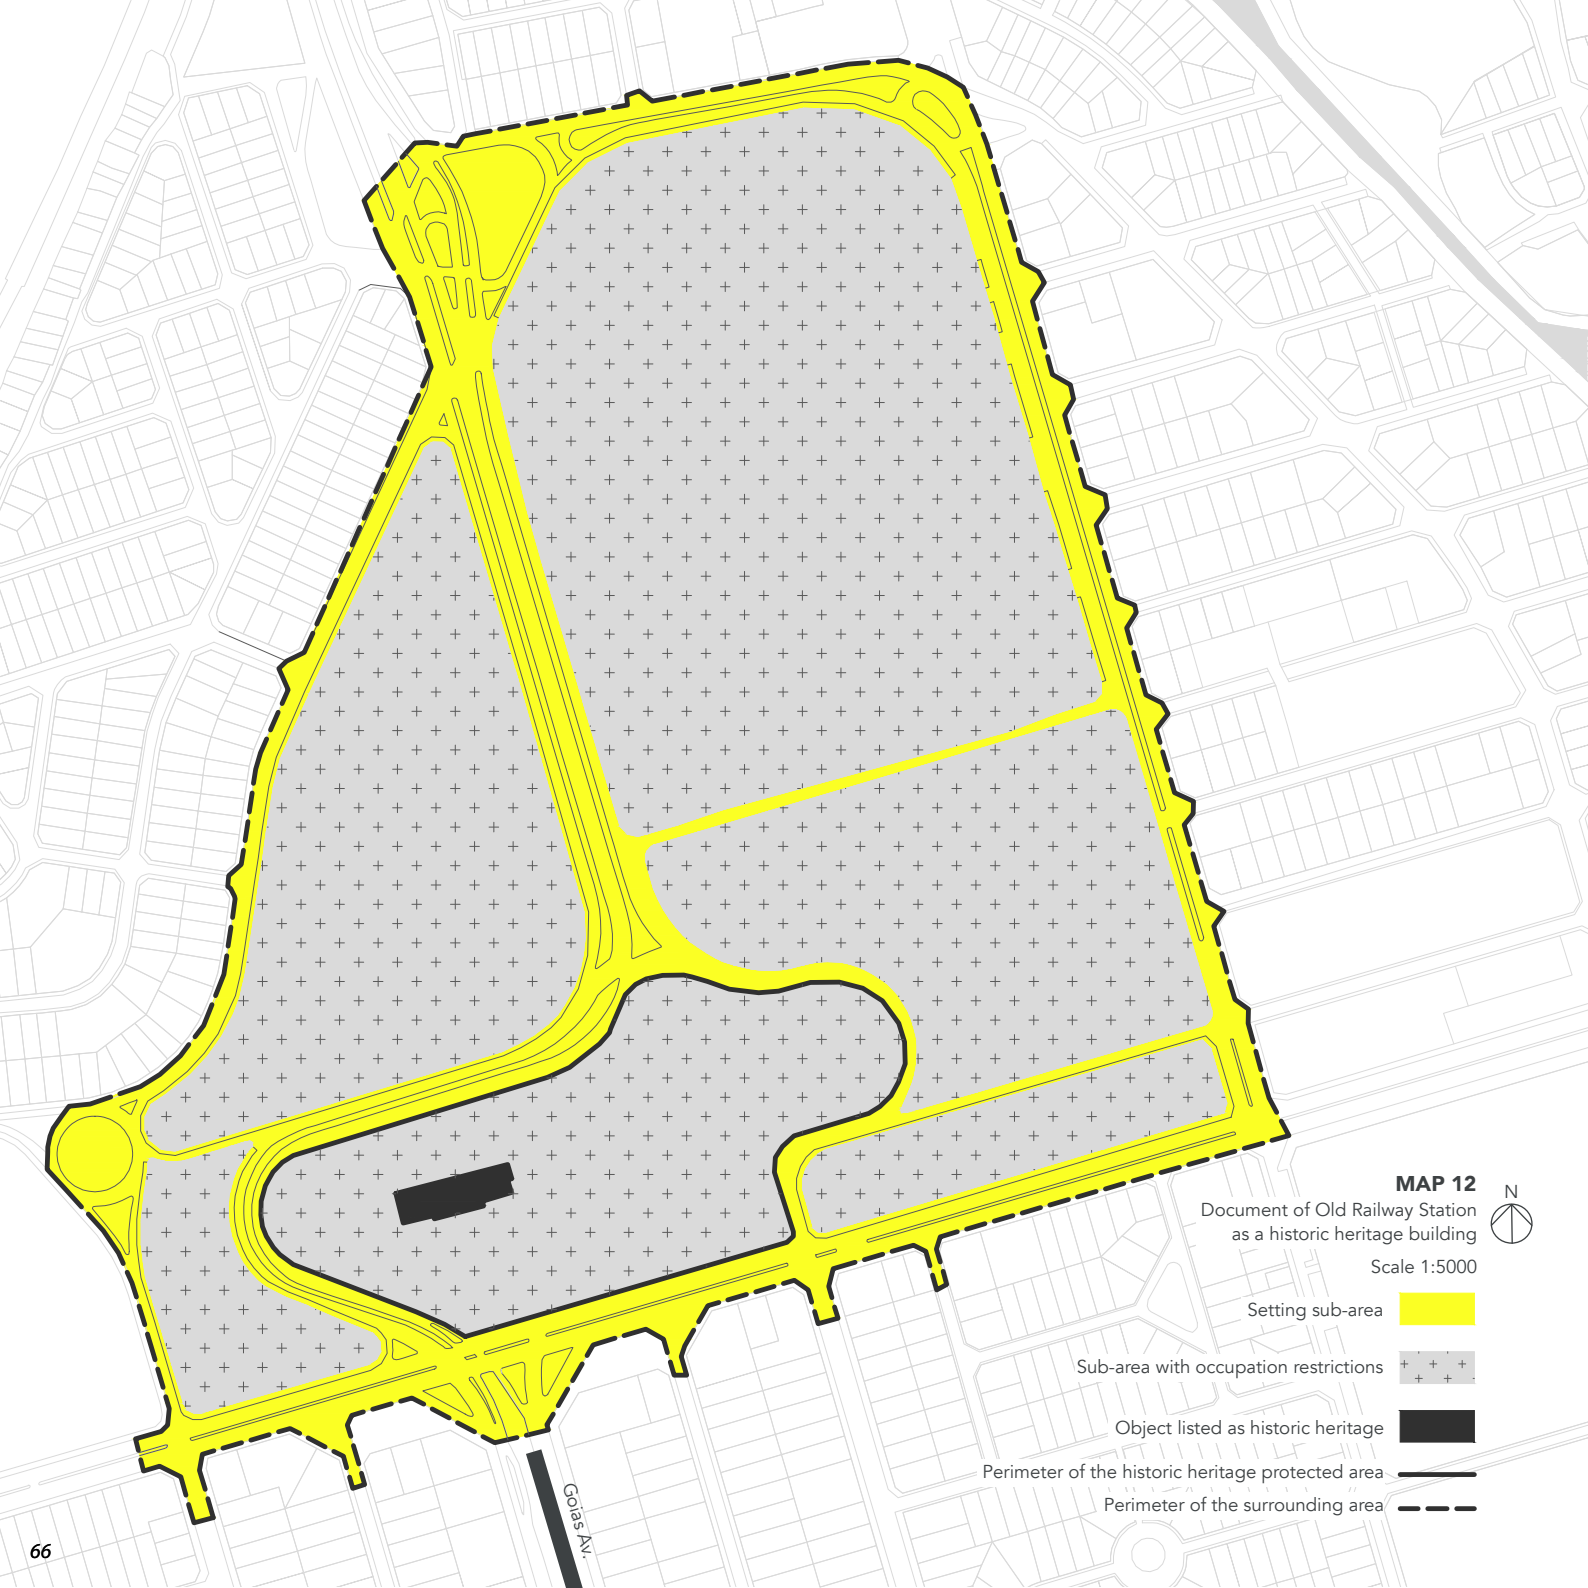 MAP 12
N
Document of Old Railway Station
as a historic heritage building
Scale 1:5000
Setting sub-area
Sub-area with occupation restrictions
Object listed as historic heritage
Perimeter of the historic heritage protected area
Perimeter of the surrounding area
Goias Av.
66